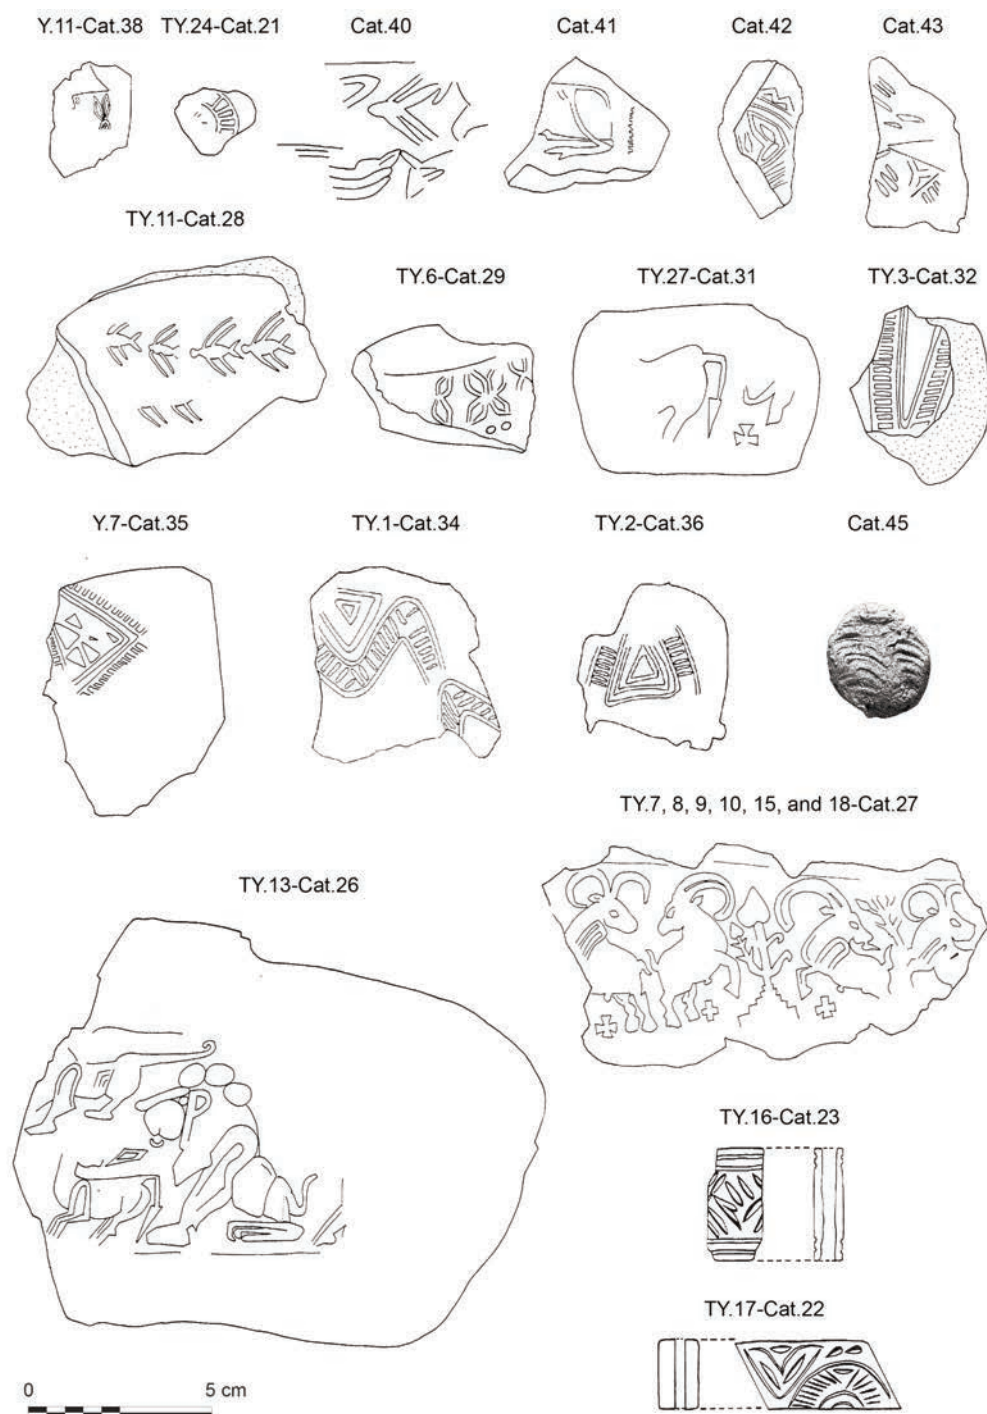 Y.11-Cat.38 TY.24-Cat.21 Cat.40 Cat.41 Cat.42 Cat.43
TY.11-Cat.28
TY.6-Cat.29 TY.27-Cat.31 TY.3-Cat.32
Y.7-Cat.35 TY.1-Cat.34 TY.2-Cat.36 Cat.45
TY.7, 8, 9, 10, 15, and 18-Cat.27
TY.13-Cat.26
TY.16-Cat.23
TY.17-Cat.22
0 5 cm